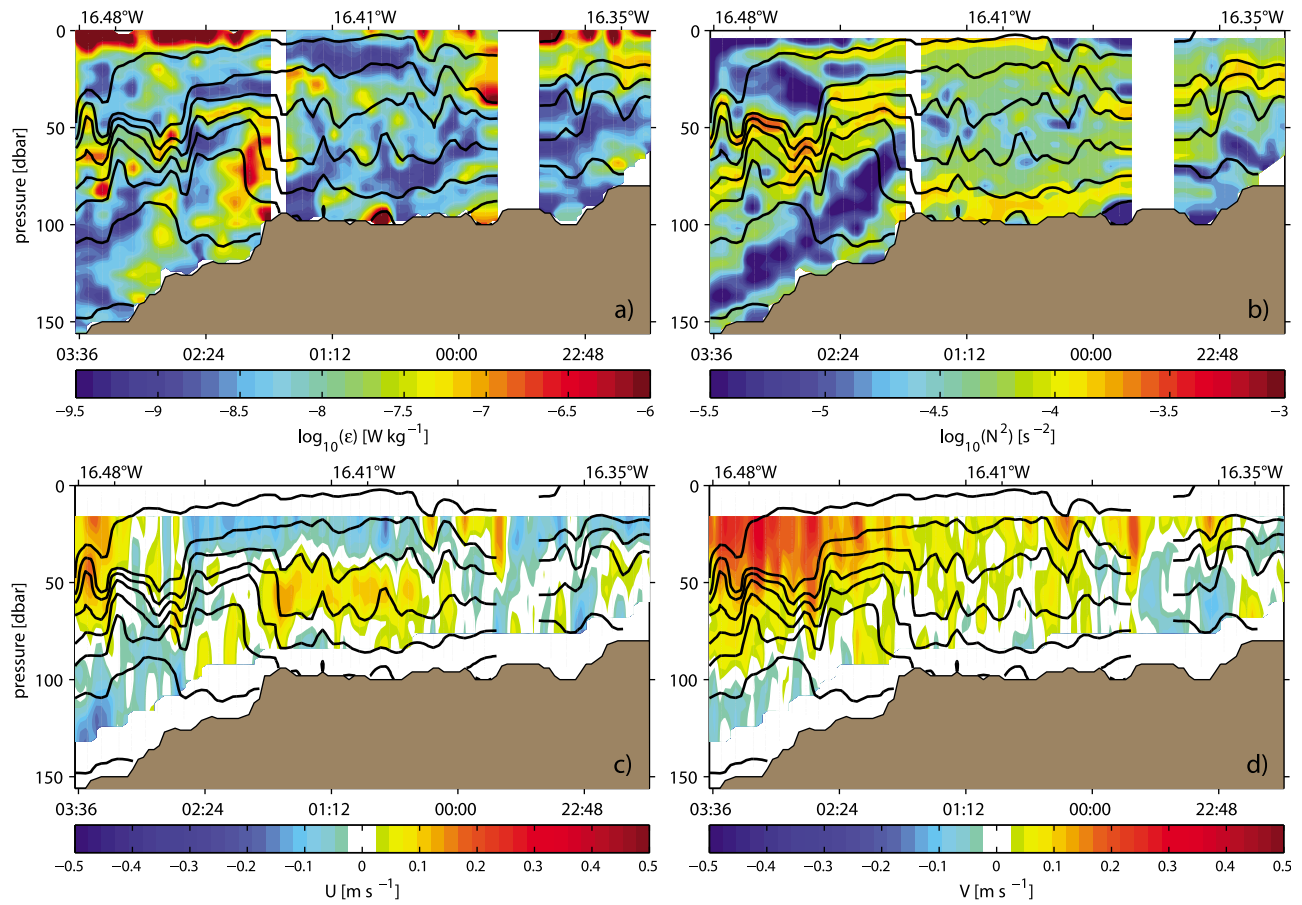 16.48°W 16.41°W 16.35°W
16.48°W 16.41°W 16.35°W
0
50
100
150
pressure [dbar]
a)
b)
03:36 02:24 01:12 00:00 22:48
03:36 02:24 01:12 00:00 22:48
−9.5 −9 −8.5 −8 −7.5 −7 −6.5 −6
−5.5 −5 −4.5 −4 −3.5 −3
log10(ε) [W kg−1]
log10(N2) [s−2]
16.48°W 16.41°W 16.35°W
16.48°W 16.41°W 16.35°W
0
50
100
150
pressure [dbar]
c)
d)
03:36 02:24 01:12 00:00 22:48
03:36 02:24 01:12 00:00 22:48
−0.5 −0.4 −0.3 −0.2 −0.1 0 0.1 0.2 0.3 0.4 0.5
−0.5 −0.4 −0.3 −0.2 −0.1 0 0.1 0.2 0.3 0.4 0.5
U [m s −1]
V [m s −1]